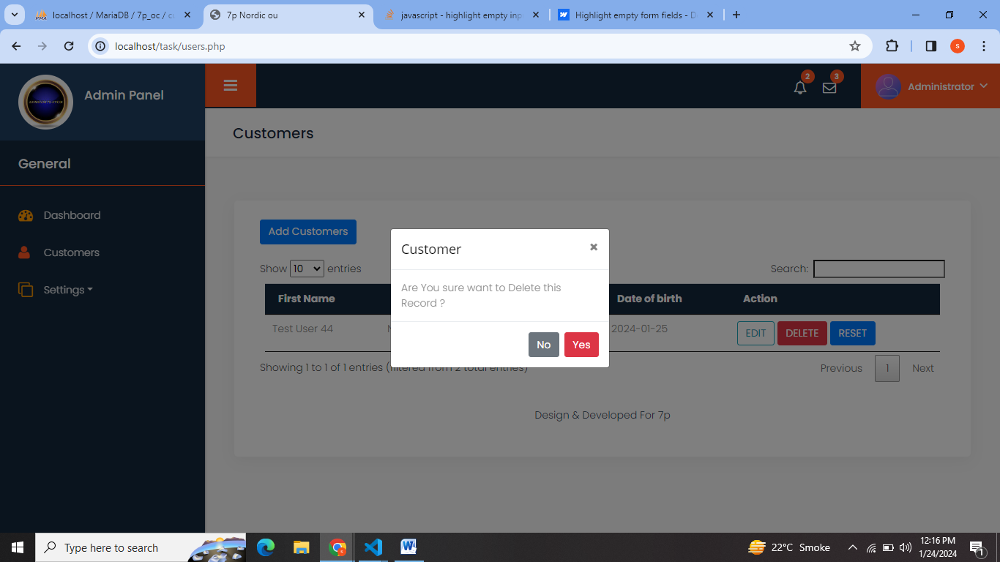 localhost / MariaDB / 7p_oc / cu
7p Nordic ou
javascript - highlight empty inp
Highlight empty form fields - D
localhost/task/users.php
s
Admin Panel
2
3
Administrator
Customers
General
Dashboard
Customers
Settings
Add Customers
Show 10 entries
Search:
First Name
Date of birth
Action
Test User 44
2024-01-25
EDIT
DELETE
RESET
Showing 1 to 1 of 1 entries (filtered from 2 total entries)
Previous
1
Next
Customer
Are You sure want to Delete this
Record ?
No
Yes
Design & Developed For 7p
Type here to search
22°C Smoke
12:16 PM
1/24/2024
1